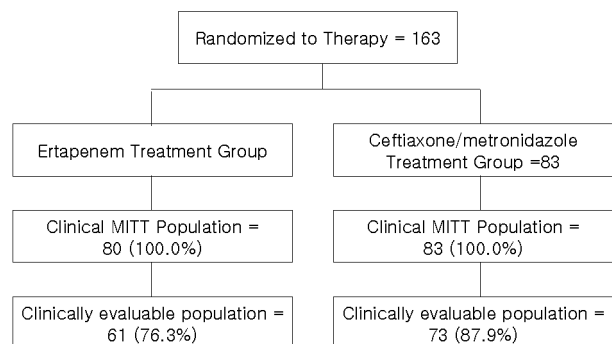 Randomized to Therapy = 163
Ertapenem Treatment Group
Ceftiaxone/metronidazole
Treatment Group =83
Clinical MITT Population =
80 (100.0%)
Clinical MITT Population =
83 (100.0%)
Clinically evaluable population =
61 (76.3%)
Clinically evaluable population =
73 (87.9%)